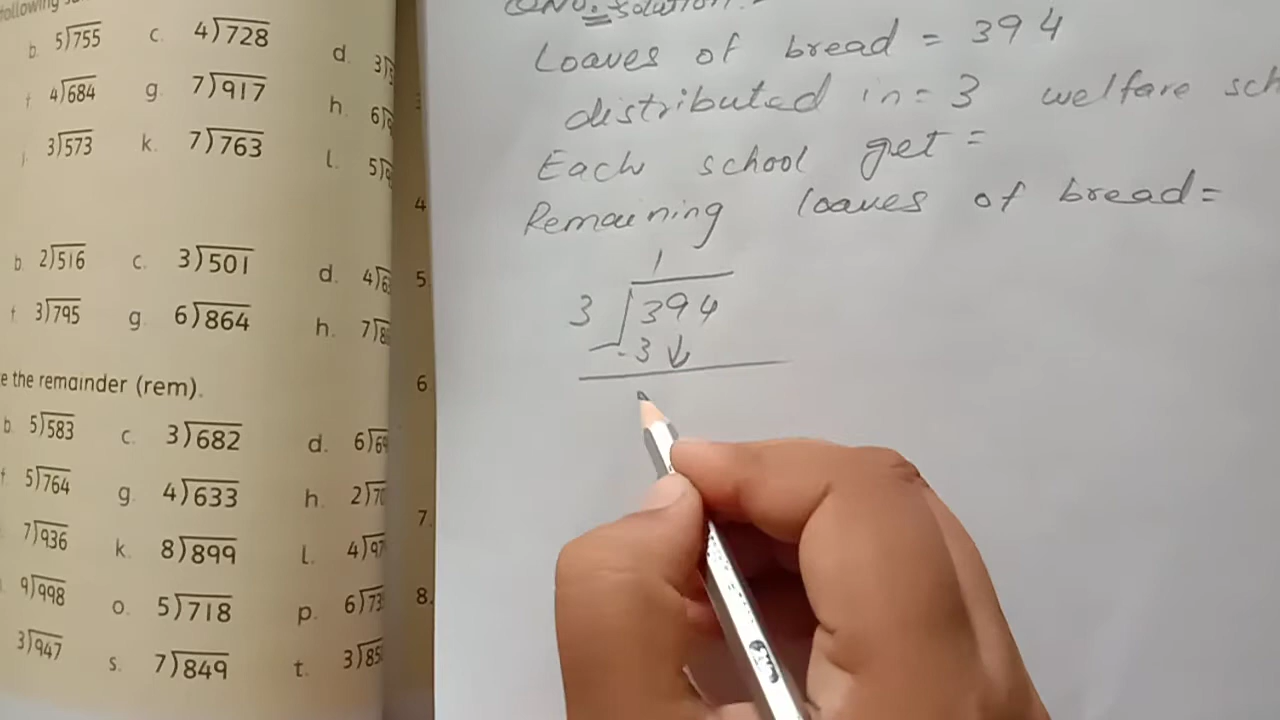 following
b. 5)755 c. 4)728 d.
f. 4)684 g. 7)917 h.
j. 3)573 k. 7)763 l.
b. 2)516 c. 3)501 d.
f. 3)795 g. 6)864 h.
the remainder (rem).
b. 5)583 c. 3)682 d.
f. 5)764 g. 4)633 h.
7)936 k. 8)899 l.
9)998 o. 5)718 p.
3)947 s. 7)849 t.
4
5
6
7.
8.
QNo. Solution
Loaves of bread = 394
distributed in = 3 welfare
Each school get =
Remaining loaves of bread =
1
3 394
- 3 ↓